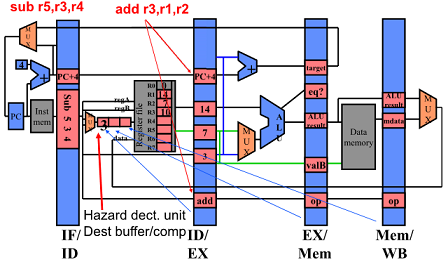 sub r5,r3,r4
add r3,r1,r2
MUX
4
+
PC+4
PC
Inst
mem
Sub
5
3
4
regA
regB
data
3
Register file
R0 0
R1 14
R2 7
R3 10
R4
R5
R6
R7
PC+4
14
7
3
add
+
A L U
MUX
target
eq?
ALU
result
valB
op
Data
memory
ALU
result
mdata
op
MUX
Hazard dect. unit
Dest buffer/comp
IF/
ID
ID/
EX
EX/
Mem
Mem/
WB